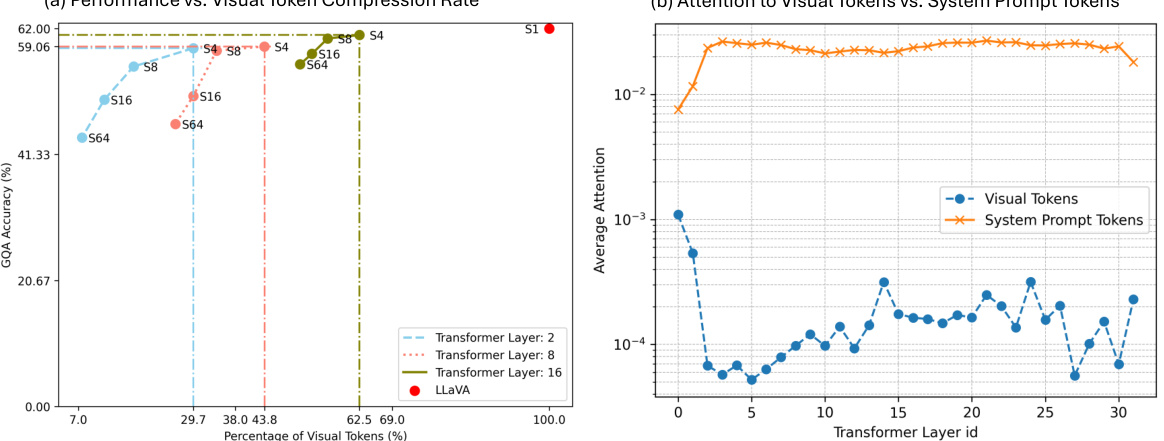 (a) Performance vs. Visual Token Compression Rate
62.00
59.06
41.33
20.67
0.00
GQA Accuracy (%)
S4
S8
S16
S64
S4
S8
S16
S64
S4
S8
S16
S64
S1
Transformer Layer: 2
Transformer Layer: 8
Transformer Layer: 16
LLaVA
7.0 29.7 38.0 43.8 62.5 69.0 100.0
Percentage of Visual Tokens (%)
(b) Attention to Visual Tokens vs. System Prompt Tokens
10⁻²
10⁻³
10⁻⁴
Average Attention
Visual Tokens
System Prompt Tokens
0 5 10 15 20 25 30
Transformer Layer id